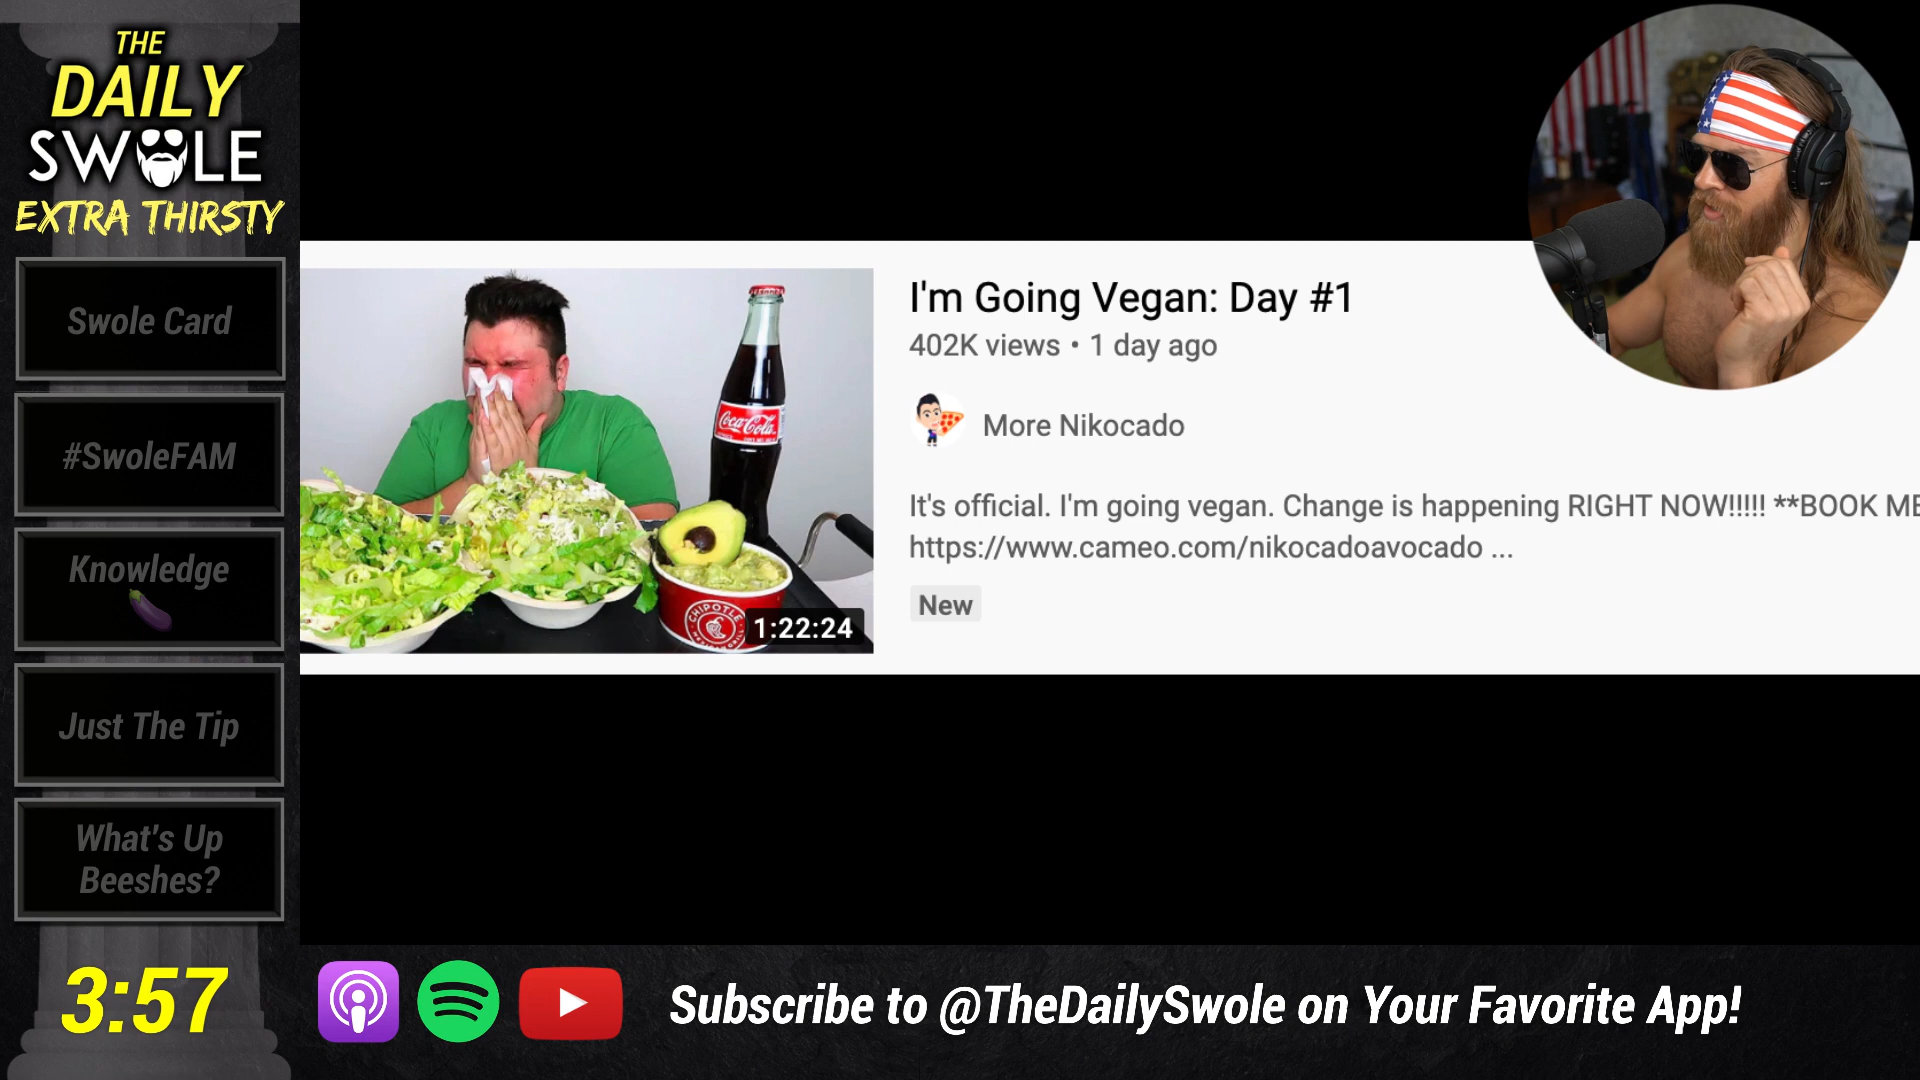 THE
DAILY
SWOLE
EXTRA THIRSTY
Swole Card
#SwoleFAM
Knowledge
Just The Tip
What's Up
Beeshes?
3:57
I'm Going Vegan: Day #1
402K views • 1 day ago
More Nikocado
It's official. I'm going vegan. Change is happening RIGHT NOW!!!!! **BOOK ME
https://www.cameo.com/nikocadoavocado ...
New
Coca-Cola
CHIPOTLE
1:22:24
Subscribe to @TheDailySwole on Your Favorite App!